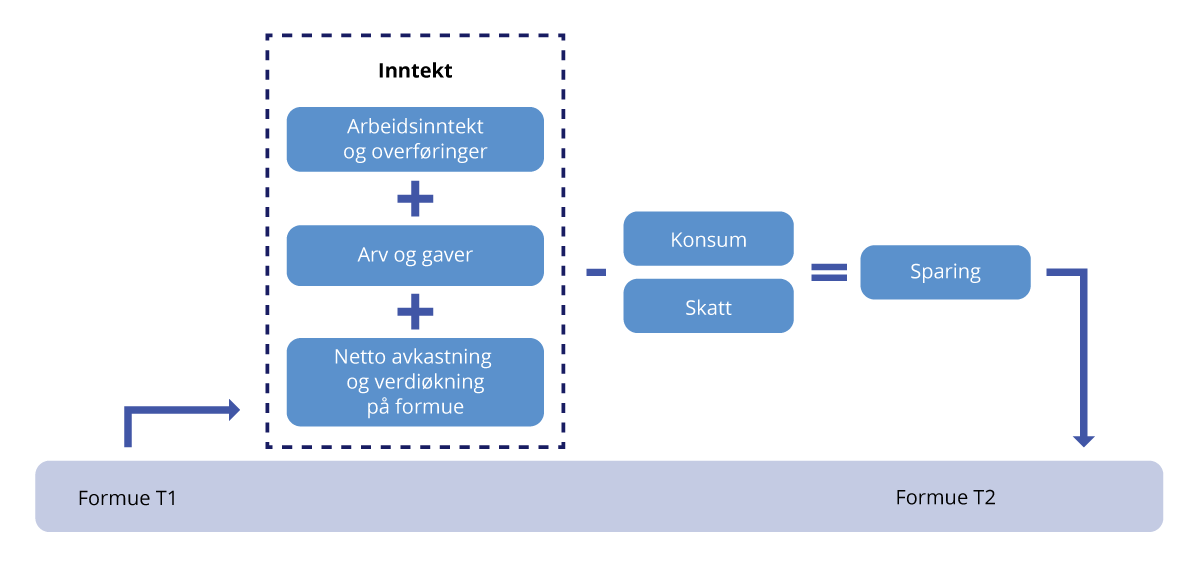 Inntekt
Arbeidsinntekt
og overføringer
+
Arv og gaver
+
Netto avkastning
og verdiøkning
på formue
-
Konsum
Skatt
=
Sparing
Formue T1
Formue T2